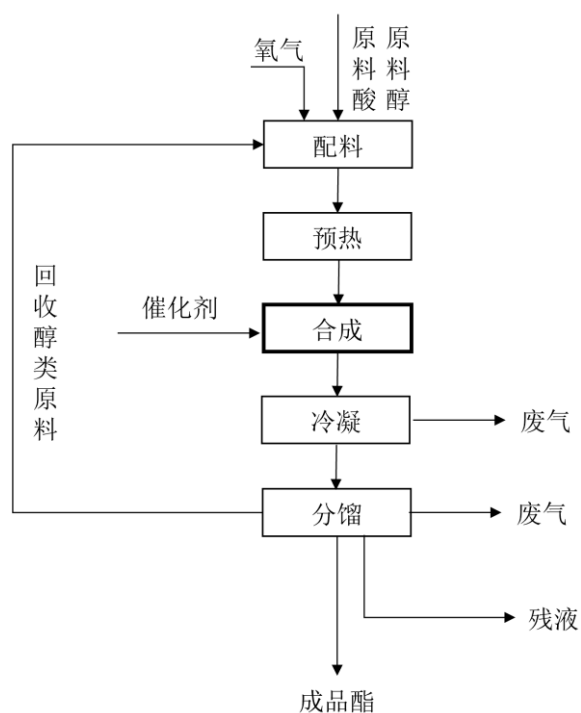 氧气
原料酸
原料醇
配料
预热
回收醇类原料
催化剂
合成
冷凝
废气
分馏
废气
残液
成品酯